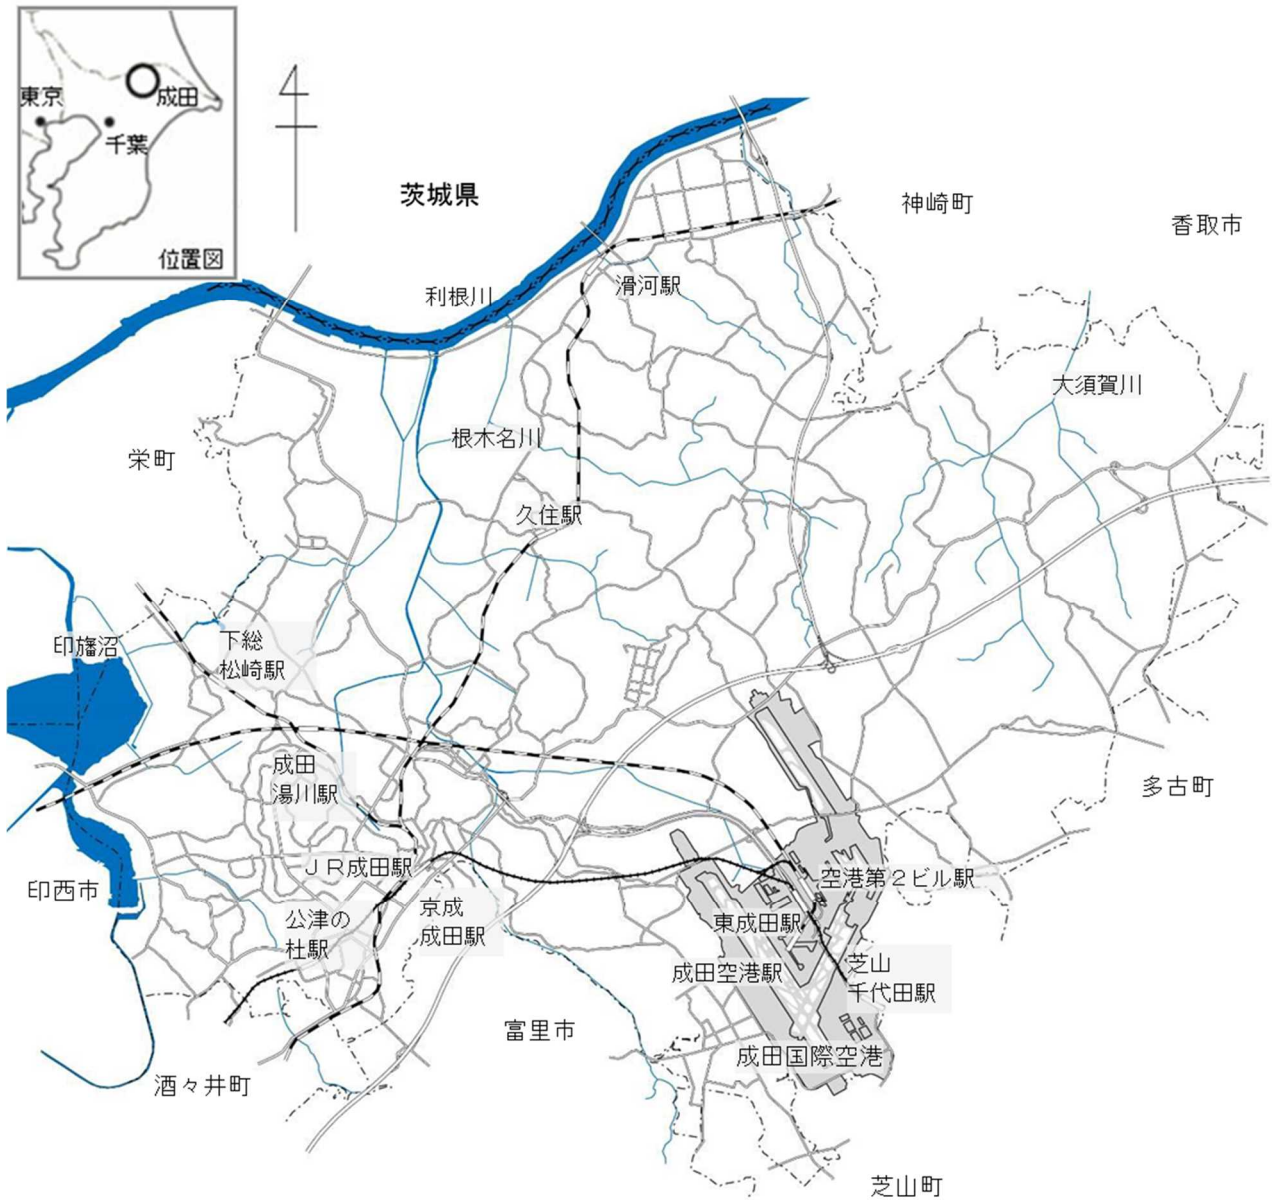 東京
成田
千葉
位置図
茨城県
神崎町
香取市
滑河駅
利根川
大須賀川
根木名川
栄町
久住駅
印旛沼
下総
松崎駅
成田
湯川駅
多古町
JR成田駅
空港第2ビル駅
印西市
公津の
杜駅
京成
成田駅
東成田駅
成田空港駅
芝山
千代田駅
富里市
成田国際空港
酒々井町
芝山町